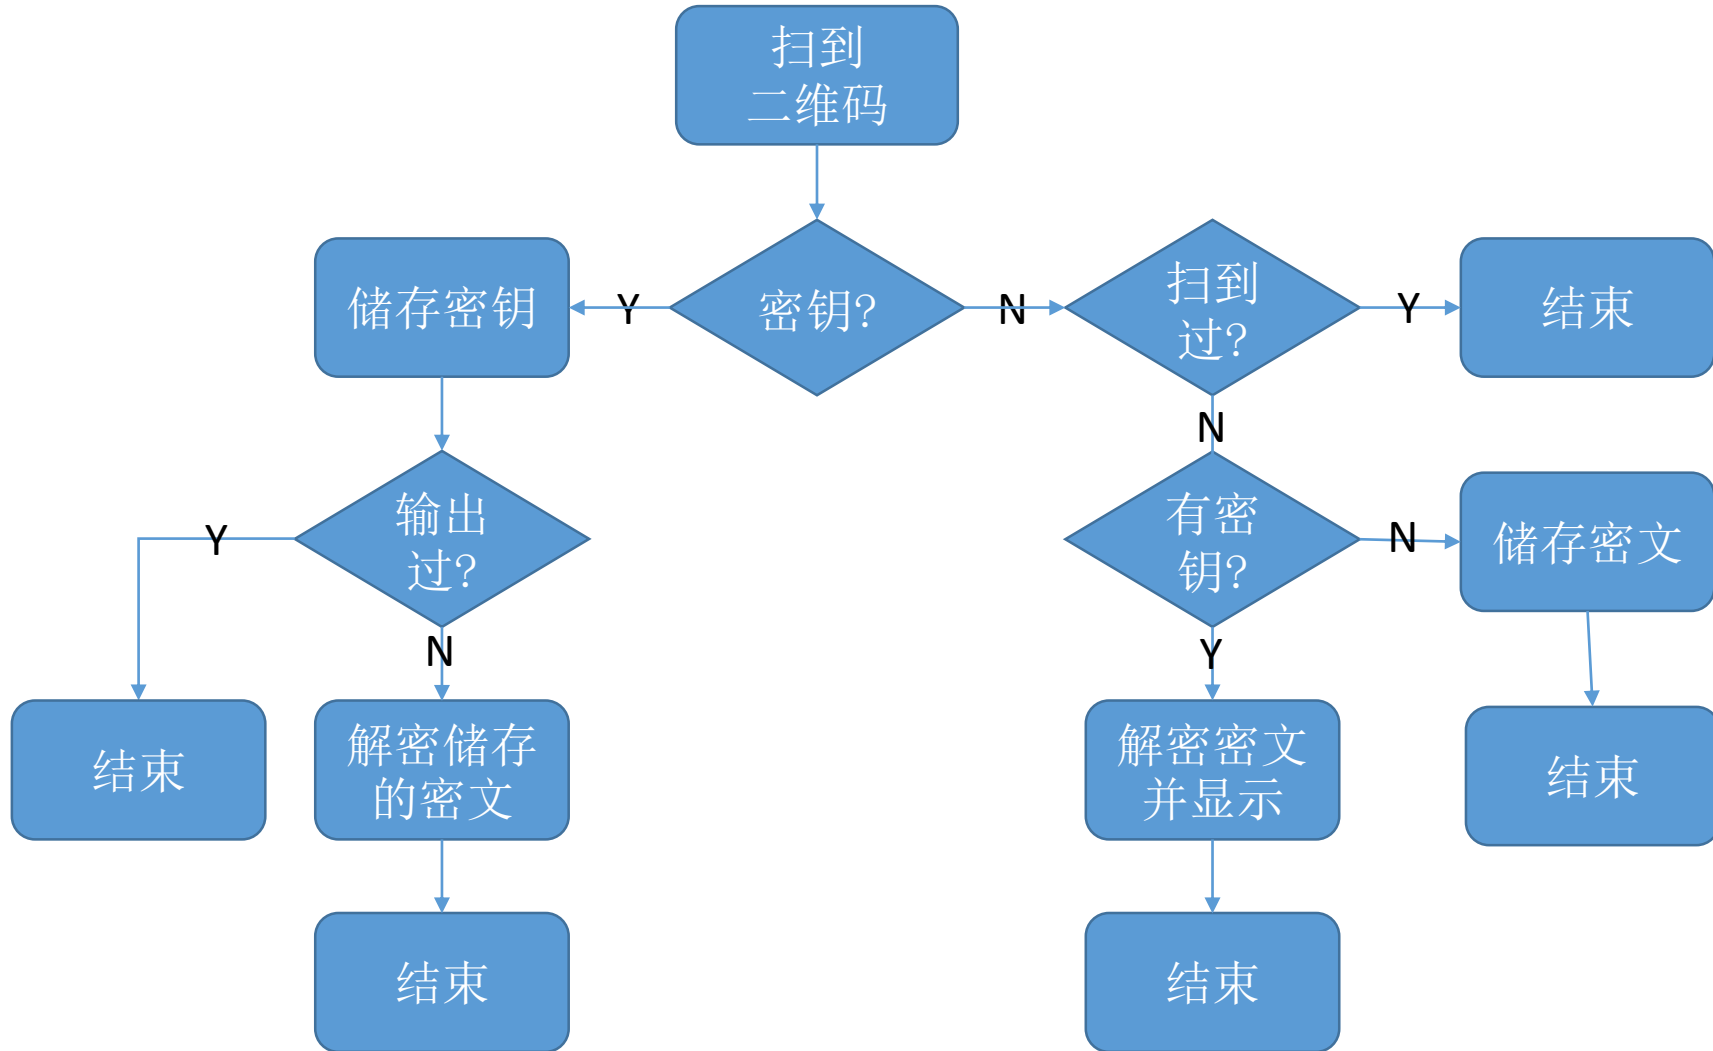 扫到
二维码
储存密钥
Y
密钥?
N
扫到
过?
Y
结束
N
输出
过?
Y
N
有密
钥?
N
储存密文
Y
结束
解密储存
的密文
解密密文
并显示
结束
结束
结束